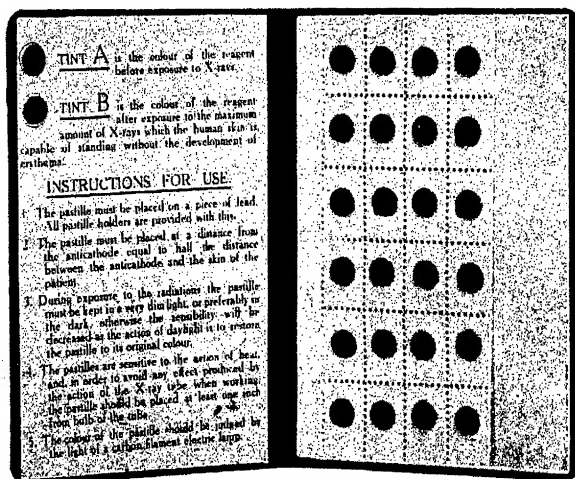 TINT A is the colour of the reagent
before exposure to X-rays.
TINT. B is the colour of the reagent
after exposure to the maximum
amount of X-rays which the human skin is
capable of standing without the development of
erythema.
INSTRUCTIONS FOR USE
1. The pastille must be placed on a piece of lead.
All pastille holders are provided with this.
2. The pastille must be placed at a distance from
the anticathode equal to half the distance
between the anticathode and the skin of the
patient.
3. During exposure to the radiations the pastille
must be kept in a very dim light, or preferably in
the dark, otherwise the sensibility will be
decreased as the action of daylight is to restore
the pastille to its original colour.
4. The pastilles are sensitive to the action of heat,
and, in order to avoid any effect produced by
the action of the X-ray tube when working,
the pastille should be placed at least one inch
from bulb of the tube.
5. The colour of the pastille should be judged by
the light of a carbon filament electric lamp.